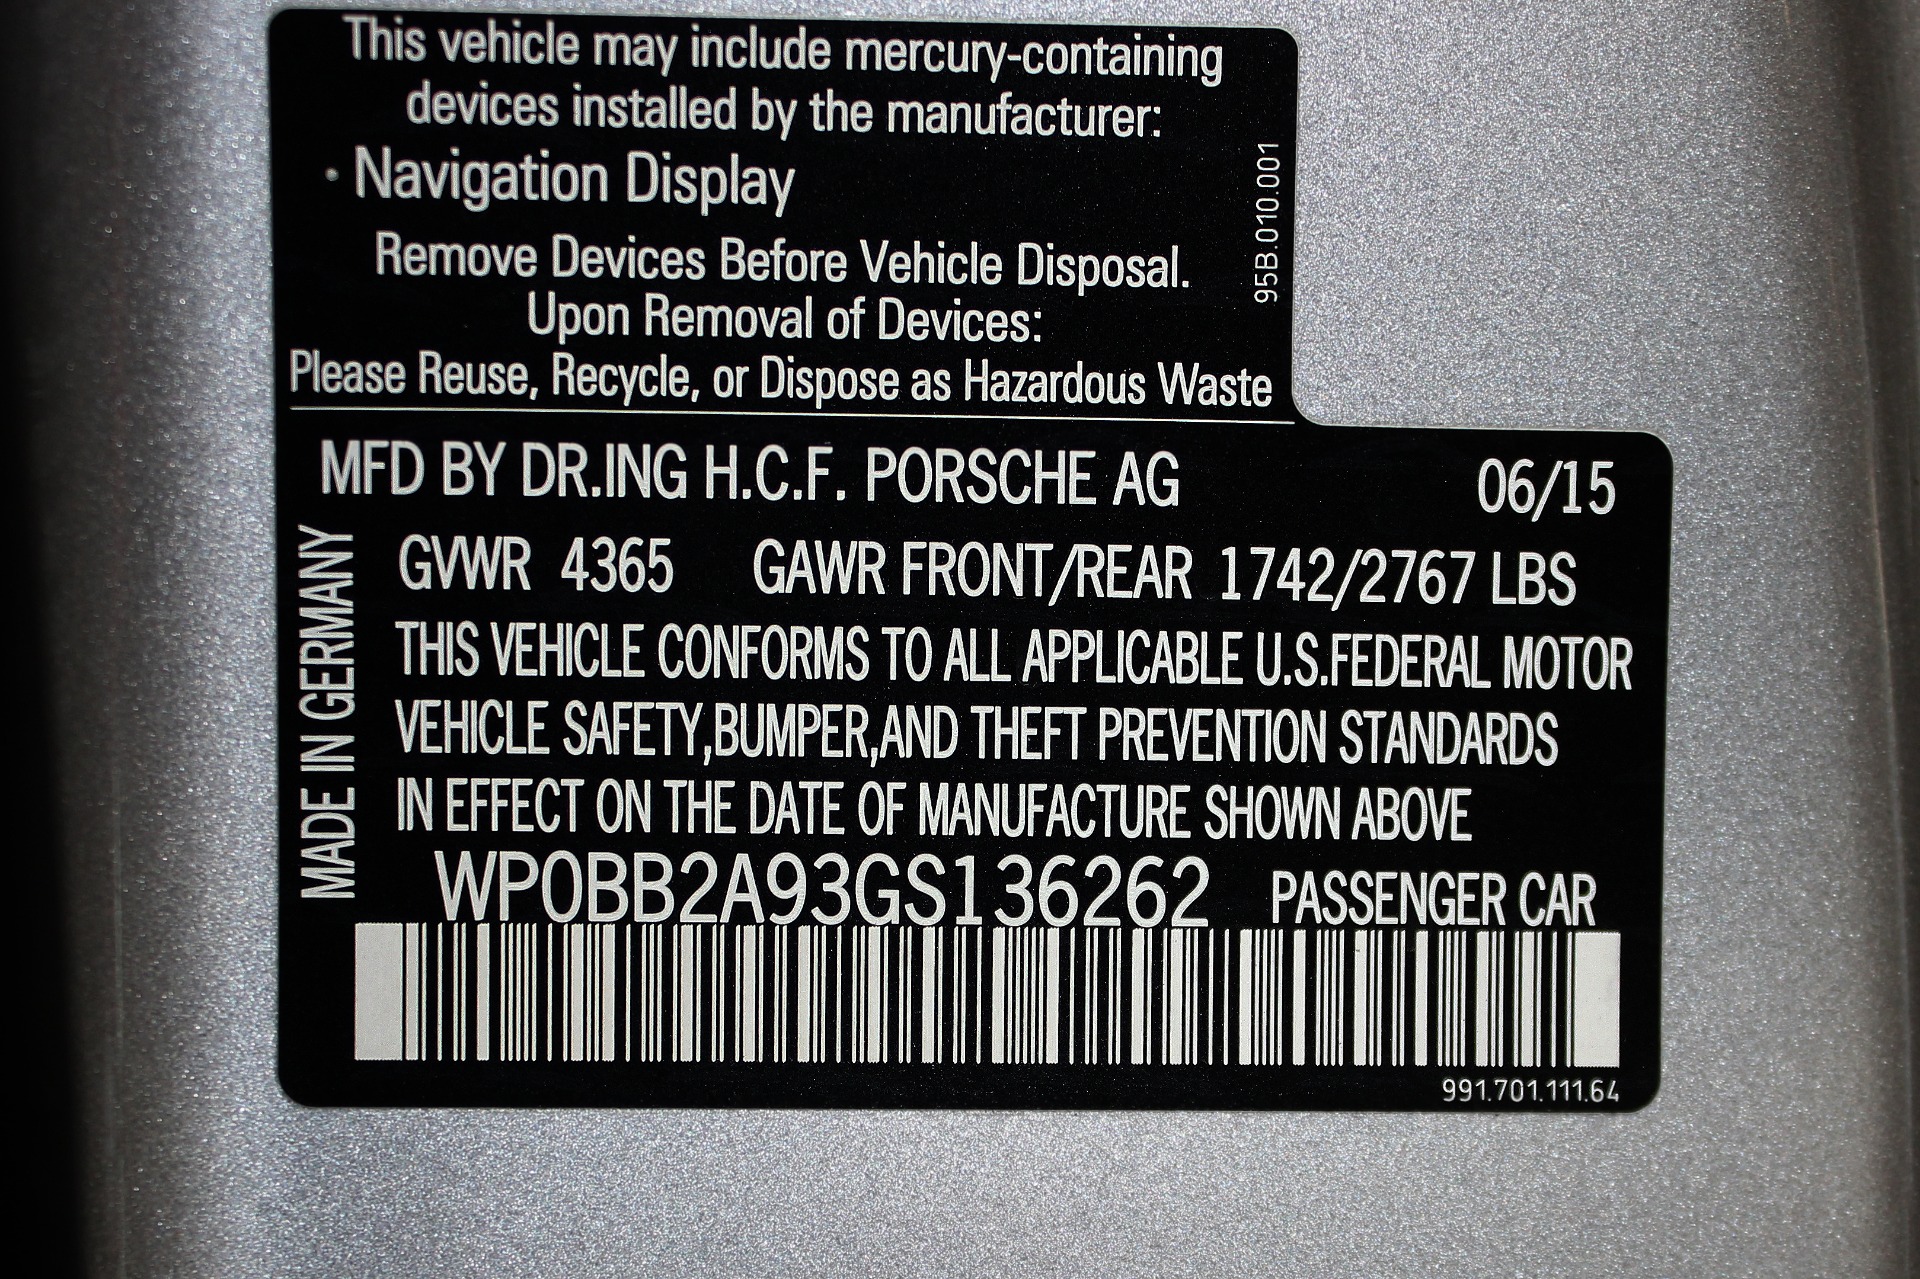 This vehicle may include mercury-containing
devices installed by the manufacturer:
· Navigation Display
Remove Devices Before Vehicle Disposal.
Upon Removal of Devices:
Please Reuse, Recycle, or Dispose as Hazardous Waste
95B.010.001
MFD BY DR.ING H.C.F. PORSCHE AG 06/15
GVWR 4365 GAWR FRONT/REAR 1742/2767 LBS
THIS VEHICLE CONFORMS TO ALL APPLICABLE U.S.FEDERAL MOTOR
VEHICLE SAFETY,BUMPER,AND THEFT PREVENTION STANDARDS
IN EFFECT ON THE DATE OF MANUFACTURE SHOWN ABOVE
MADE IN GERMANY
WP0BB2A93GS136262 PASSENGER CAR
991.701.111.64